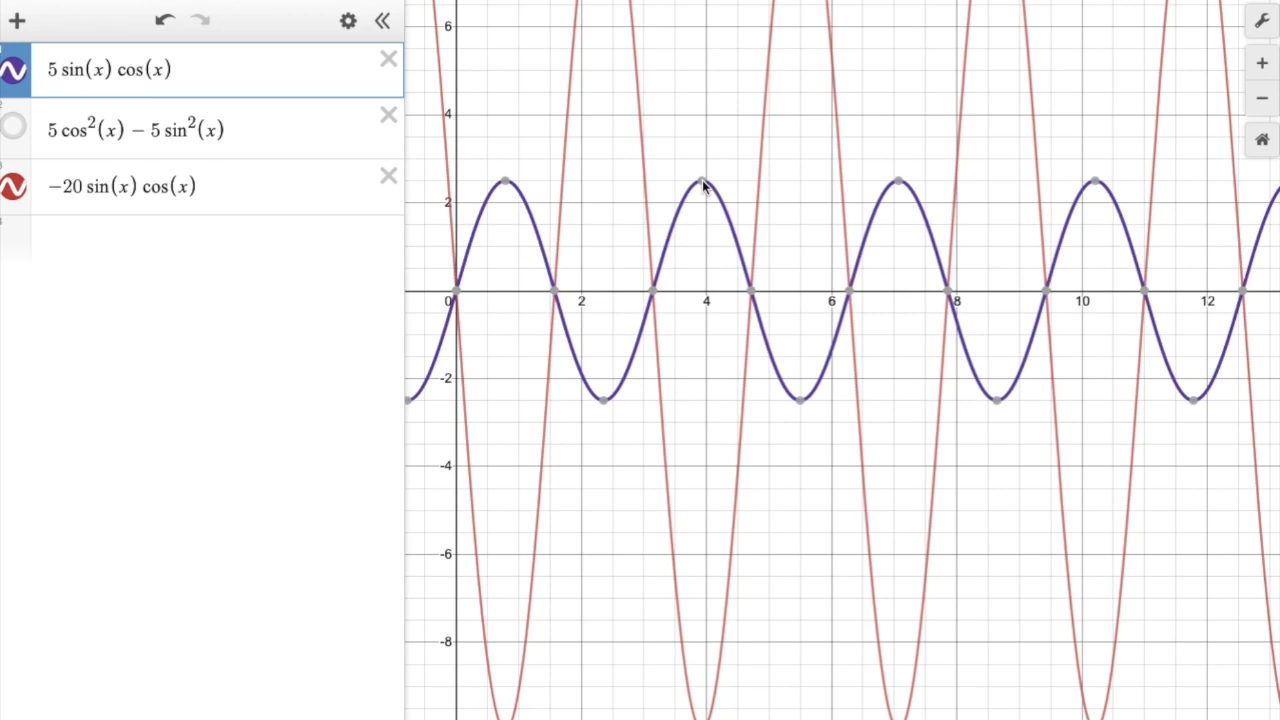 5 sin(x) cos(x)
5 cos²(x) − 5 sin²(x)
−20 sin(x) cos(x)
6
4
2
0 2 4 6 8 10 12
-2
-4
-6
-8